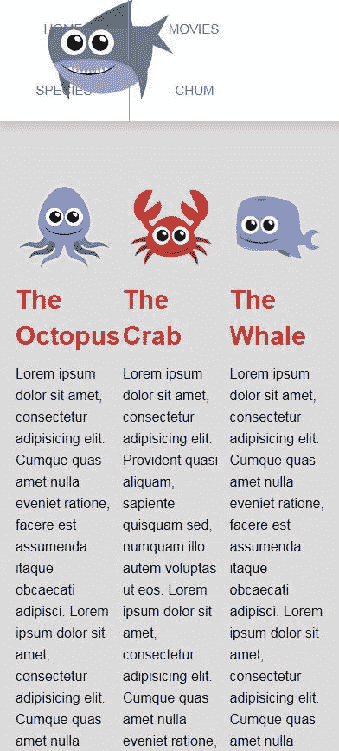 HOME MOVIES
SPECIES CHUM
The
Octopus
Lorem ipsum
dolor sit amet,
consectetur
adipisicing elit.
Cumque quas
amet nulla
eveniet ratione,
facere est
assumenda
itaque
obcaecati
adipisci. Lorem
ipsum dolor sit
amet,
consectetur
adipisicing elit.
Cumque quas
amet nulla
The
Crab
Lorem ipsum
dolor sit amet,
consectetur
adipisicing elit.
Provident quasi
aliquam,
sapiente
quisquam sed,
numquam illo
autem voluptas
ut eos. Lorem
ipsum dolor sit
amet,
consectetur
adipisicing elit.
Cumque quas
amet nulla
eveniet ratione,
The
Whale
Lorem ipsum
dolor sit amet,
consectetur
adipisicing elit.
Cumque quas
amet nulla
eveniet ratione,
facere est
assumenda
itaque
obcaecati
adipisci. Lorem
ipsum dolor sit
amet,
consectetur
adipisicing elit.
Cumque quas
amet nulla